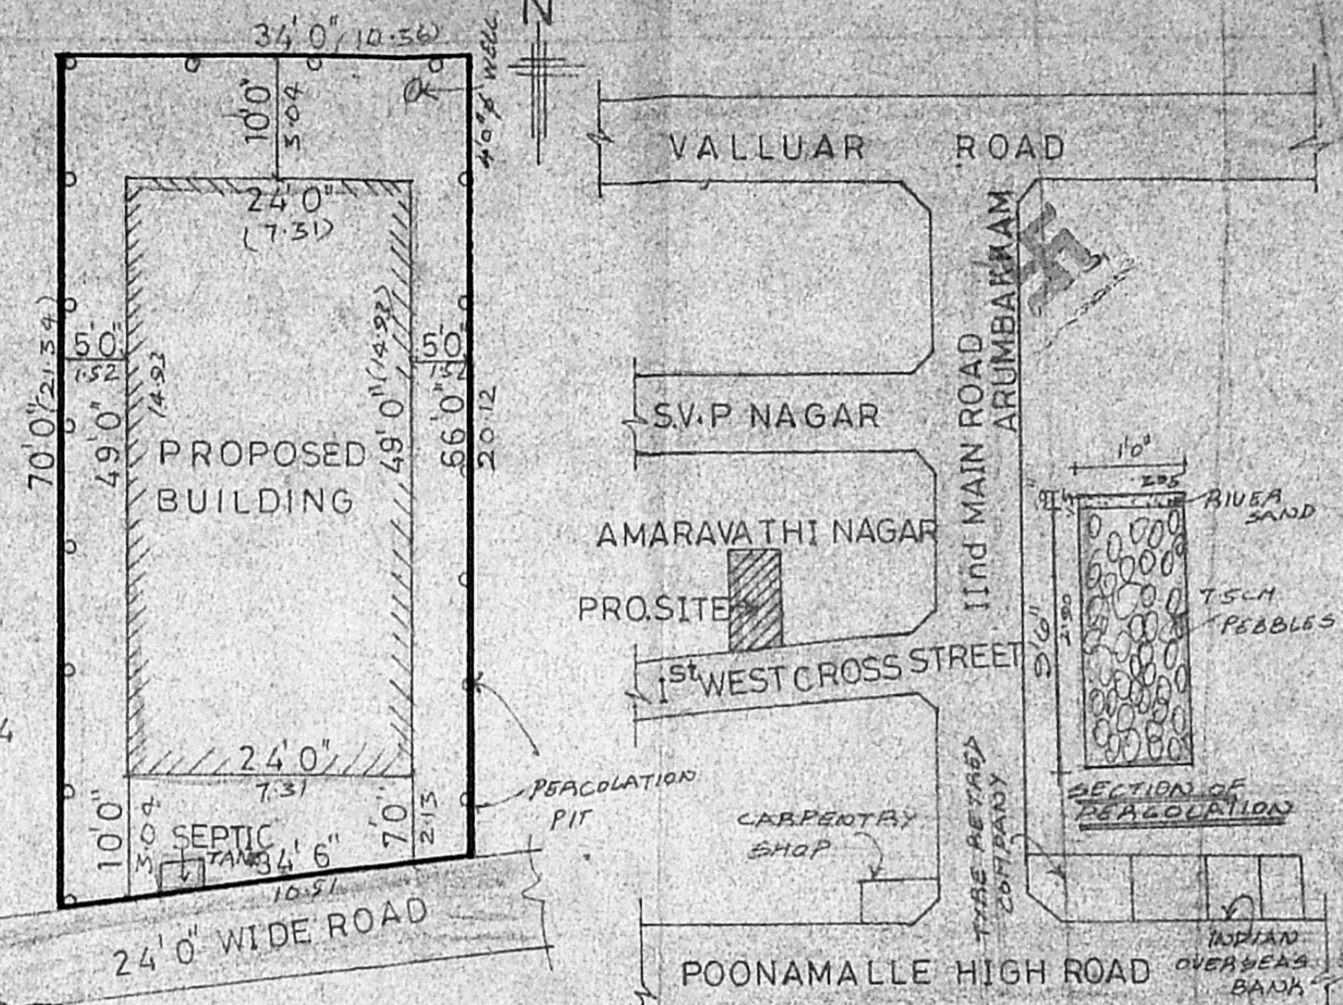 34'0" (10.36)
N
4'0"ϕ WELL
10'0"
3.04
24'0"
(7.31)
70'0" (21.34)
5'0"
1.52
49'0"
14.93
49'0" (14.93)
5'0"
1.52
66'0"
20.12
PROPOSED
BUILDING
24'0"
7.31
10'0"
3.04
7'0"
2.13
SEPTIC
TANK
34'6"
10.51
24'0" WIDE ROAD
PERCOLATION
PIT
VALLUAR ROAD
IInd MAIN ROAD
ARUMBAKKAM
S.V.P NAGAR
AMARAVATHI NAGAR
PRO.SITE
1st WEST CROSS STREET
CARPENTRY
SHOP
TYRE RETRED
COMPANY
POONAMALLE HIGH ROAD
INDIAN
OVERSEAS
BANK
1'0"
RIVER
SAND
9'6"
75CM
PEBBLES
SECTION OF
PERCOLATION